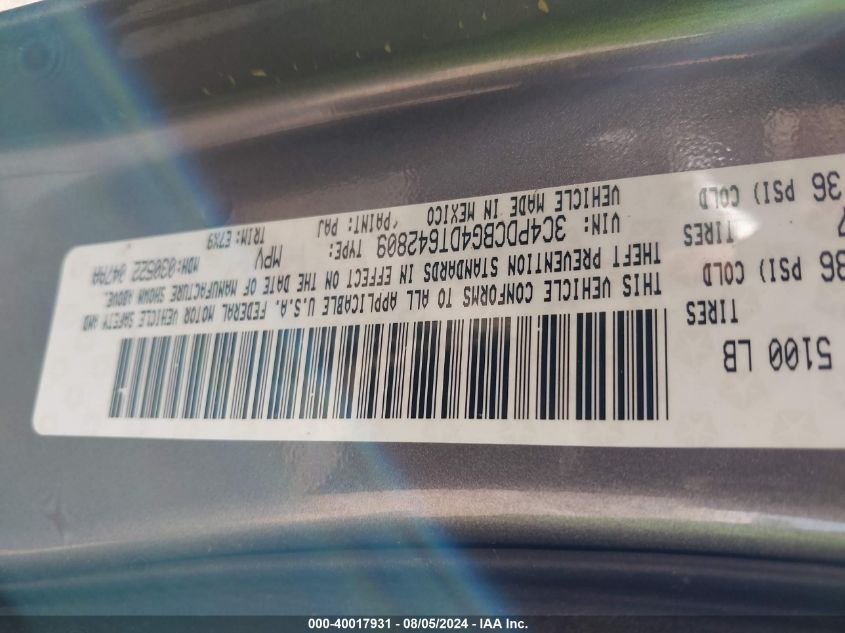 5100 LB
TIRES
36 PSI) COLD
7 TIRES
36 PSI) COLD
THIS VEHICLE CONFORMS TO ALL APPLICABLE U.S.A. FEDERAL MOTOR VEHICLE SAFETY AND
THEFT PREVENTION STANDARDS IN EFFECT ON THE DATE OF MANUFACTURE SHOWN ABOVE.
VIN: 3C4PDCBG4DT642809 TYPE: MPV MDH:030622
VEHICLE MADE IN MEXICO *PAINT: PAJ TRIM: E7X9
000-40017931 - 08/05/2024 - IAA Inc.